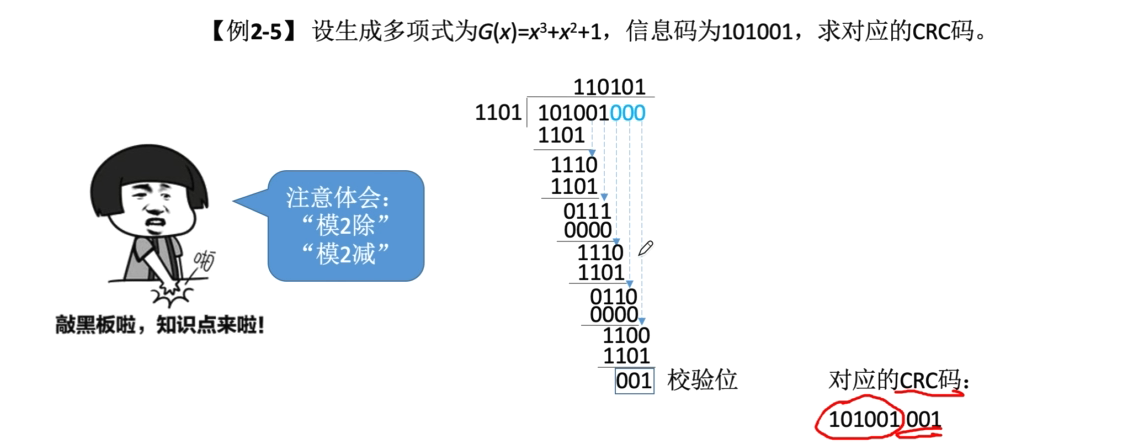 【例2-5】 设生成多项式为G(x)=x³+x²+1，信息码为101001，求对应的CRC码。
110101
1101 101001000
1101
1110
1101
0111
0000
1110
1101
0110
0000
1100
1101
001 校验位
注意体会：
“模2除”
“模2减”
啪
敲黑板啦，知识点来啦！
对应的CRC码：
101001001